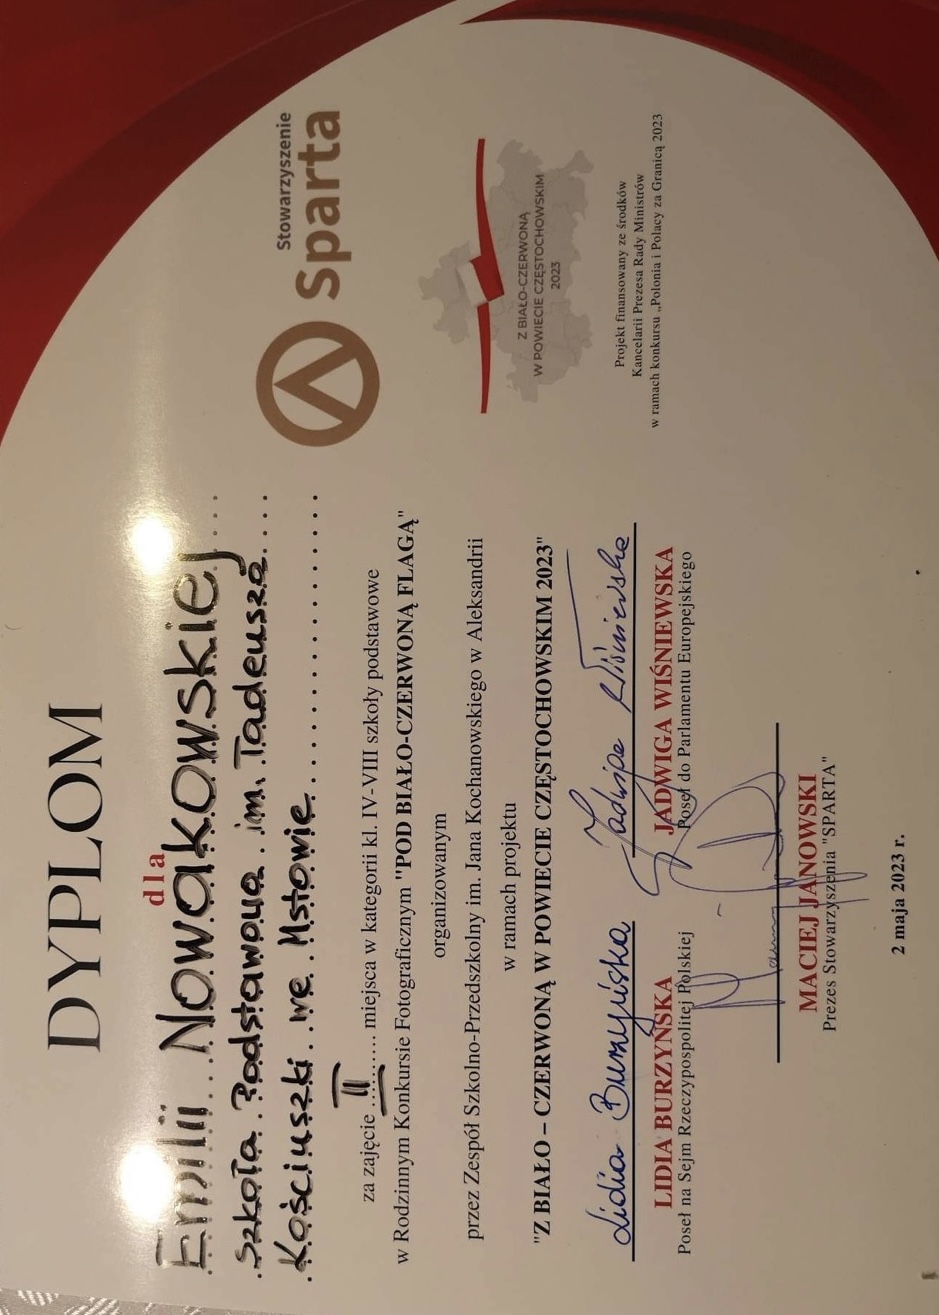 DYPLOM
dla
Emilii Nowakowskiej
Szkoła Podstawowa im. Tadeusza
Kościuszki we Mstowie
za zajęcie II miejsca w kategorii kl. IV-VIII szkoły podstawowe
w Rodzinnym Konkursie Fotograficznym "POD BIAŁO-CZERWONĄ FLAGĄ"
organizowanym
przez Zespół Szkolno-Przedszkolny im. Jana Kochanowskiego w Aleksandrii
w ramach projektu
"Z BIAŁO – CZERWONĄ W POWIECIE CZĘSTOCHOWSKIM 2023"
Lidia Burzyńska
Jadwiga Wiśniewska
LIDIA BURZYŃSKA
Poseł na Sejm Rzeczypospolitej Polskiej
JADWIGA WIŚNIEWSKA
Poseł do Parlamentu Europejskiego
MACIEJ JANOWSKI
Prezes Stowarzyszenia "SPARTA"
2 maja 2023 r.
Stowarzyszenie
Sparta
Z BIAŁO-CZERWONĄ
W POWIECIE CZĘSTOCHOWSKIM
2023
Projekt finansowany ze środków
Kancelarii Prezesa Rady Ministrów
w ramach konkursu „Polonia i Polacy za Granicą 2023